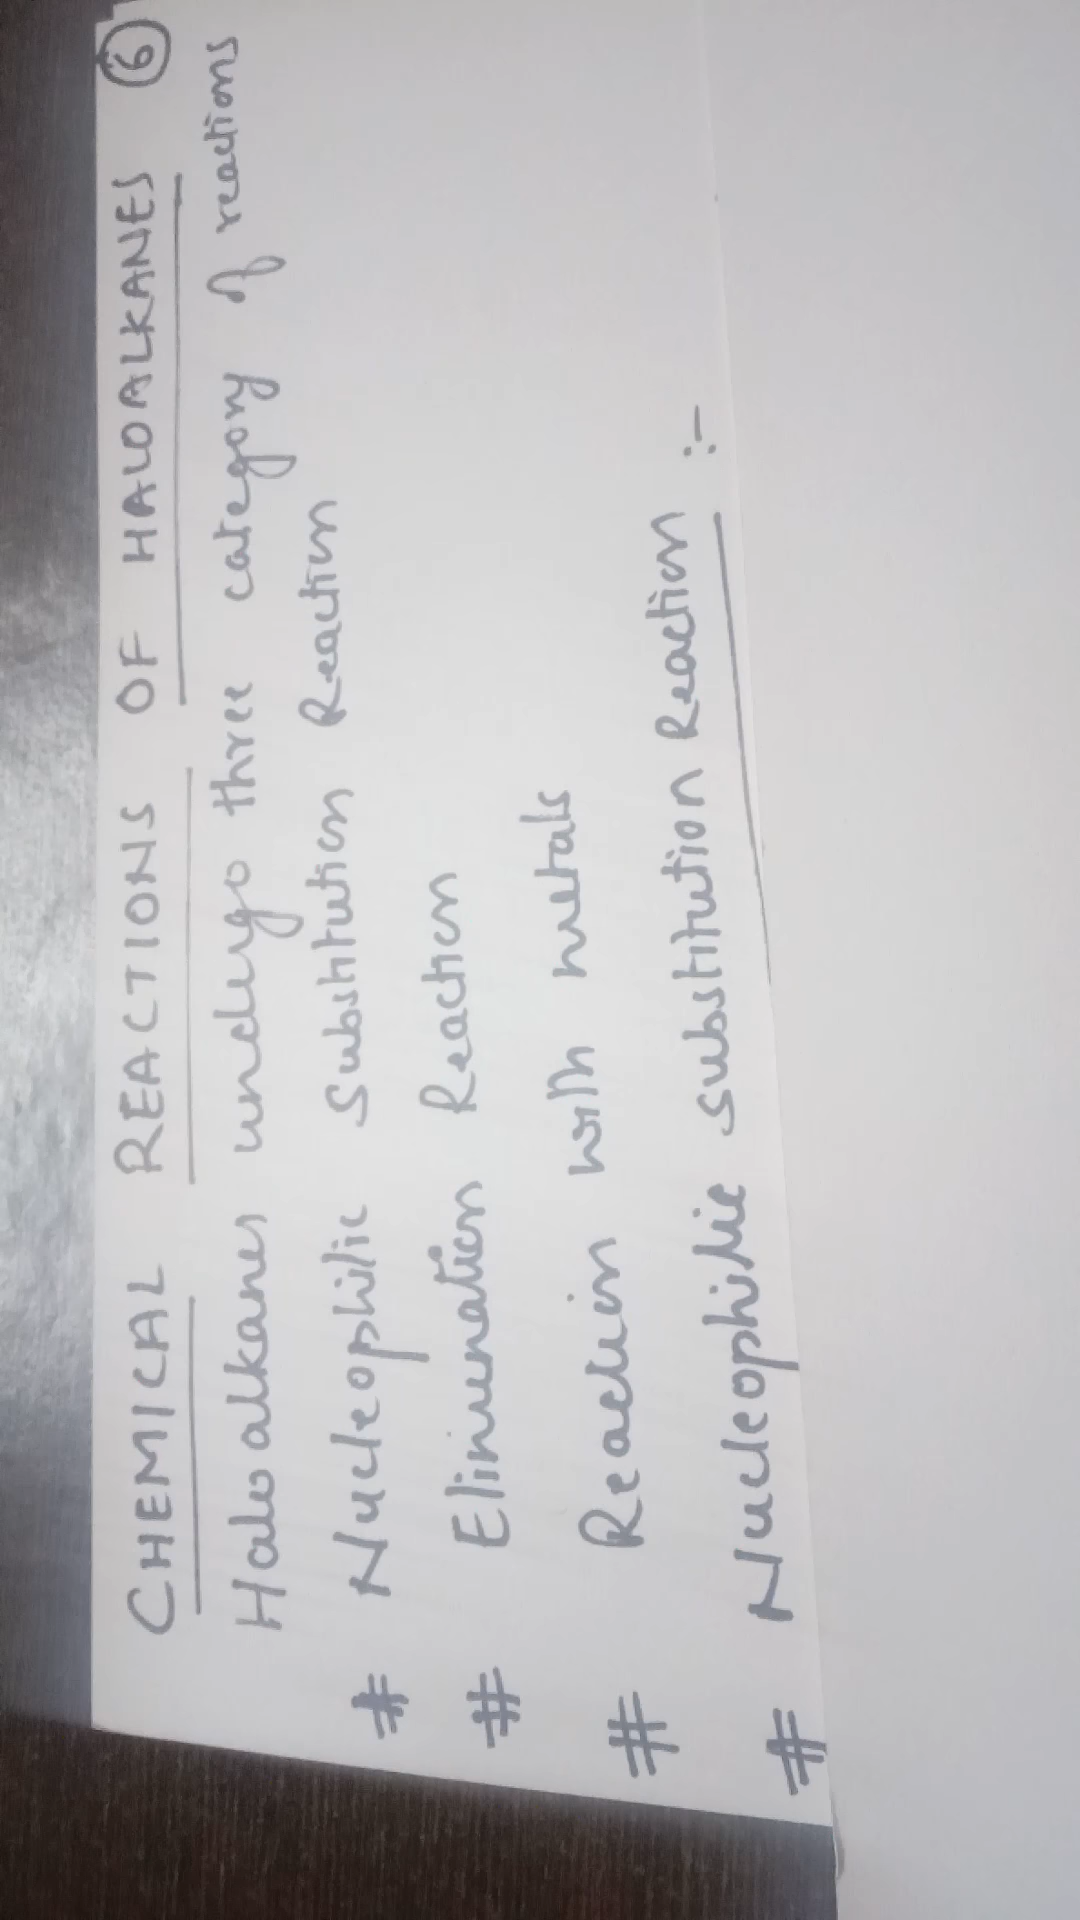 CHEMICAL REACTIONS OF HALOALKANES 6
Haloalkanes undergo three category of reactions
# Nucleophilic Substitution Reaction
# Elimination Reaction
# Reaction with metals
# Nucleophilic substitution Reaction :-